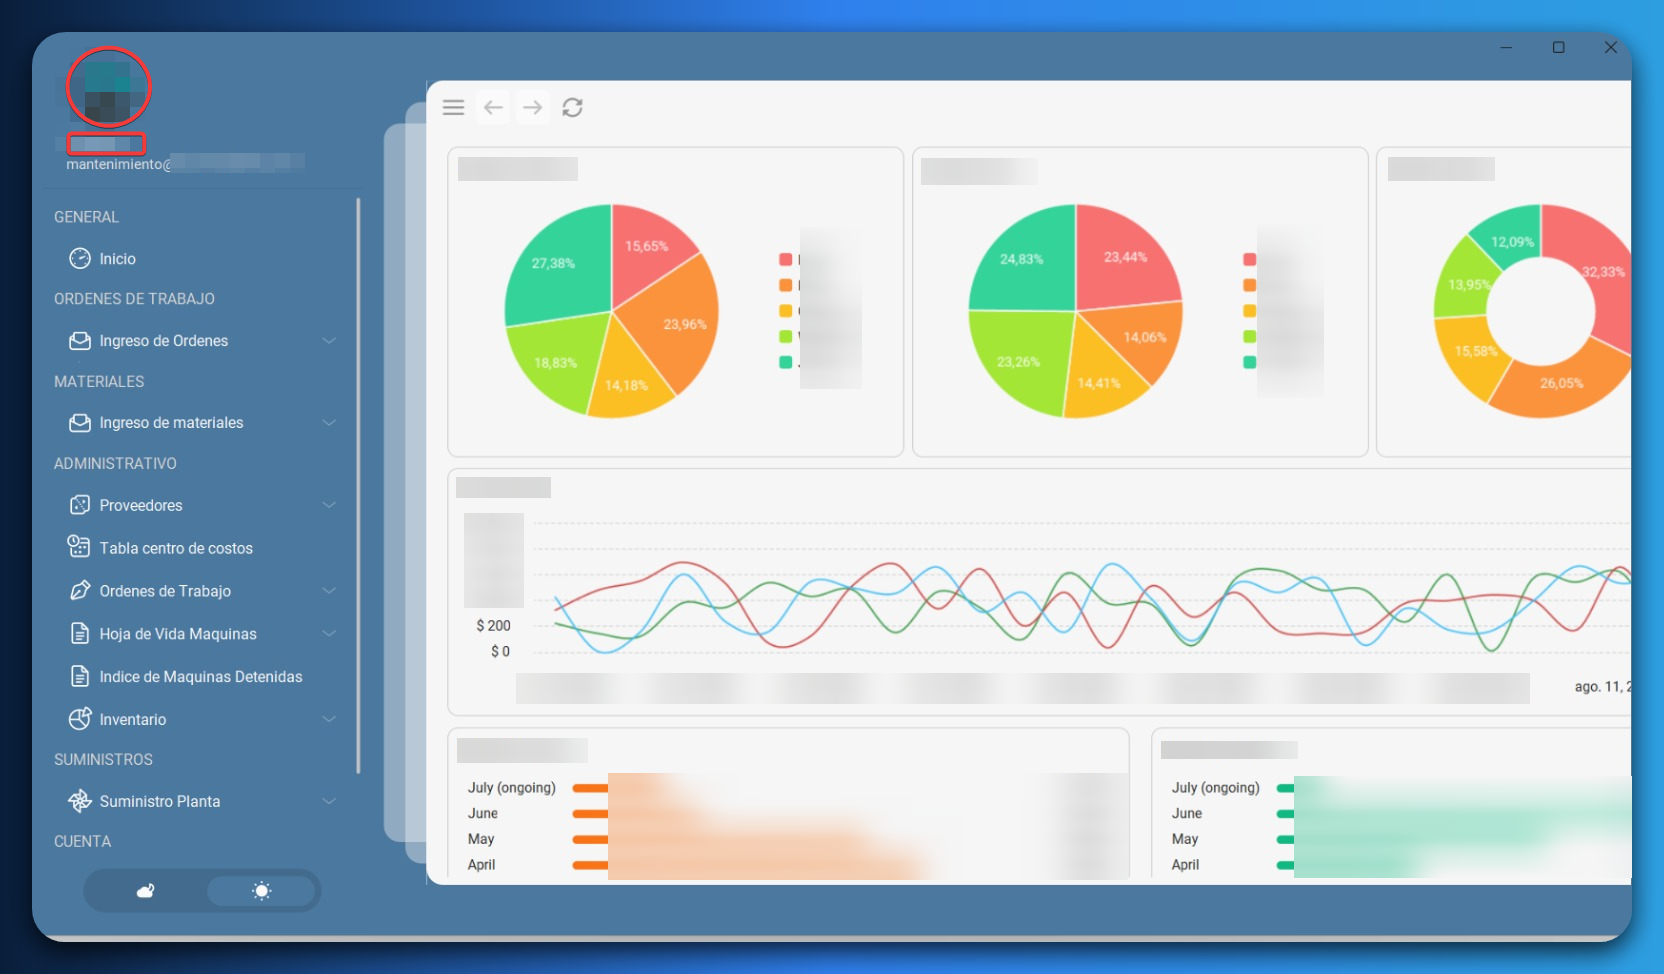 mantenimiento@
GENERAL
Inicio
ORDENES DE TRABAJO
Ingreso de Ordenes
MATERIALES
Ingreso de materiales
ADMINISTRATIVO
Proveedores
Tabla centro de costos
Ordenes de Trabajo
Hoja de Vida Maquinas
Indice de Maquinas Detenidas
Inventario
SUMINISTROS
Suministro Planta
CUENTA
15,65%
27,38%
23,96%
18,83%
14,18%
23,44%
24,83%
14,06%
23,26%
14,41%
12,09%
32,33%
13,95%
15,58%
26,05%
$ 200
$ 0
ago. 11, 2
July (ongoing)
June
May
April
July (ongoing)
June
May
April